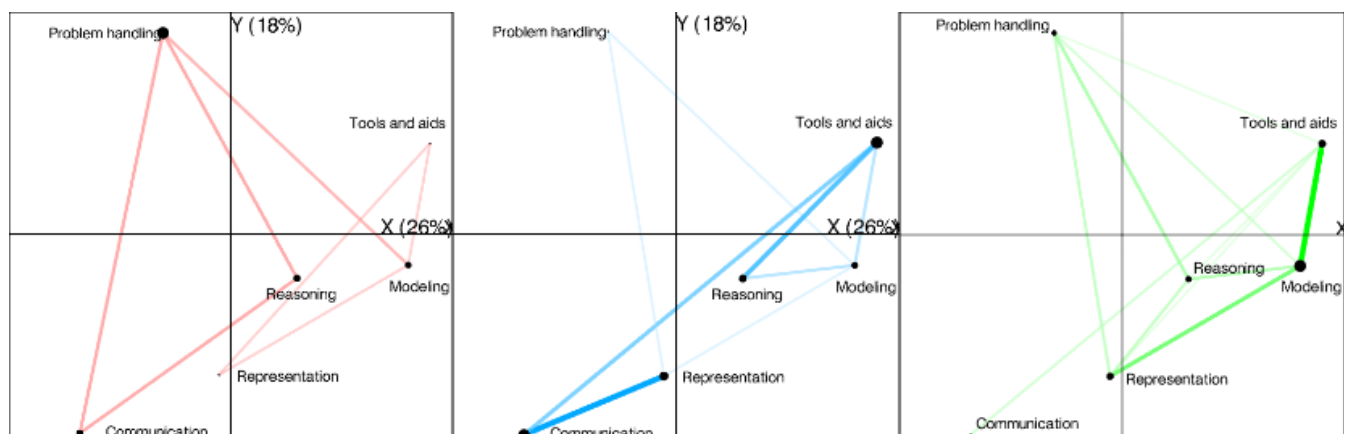 Problem handling
Y (18%)
Tools and aids
X (26%)
Reasoning
Modeling
Representation
Communication
Problem handling
Y (18%)
Tools and aids
X (26%)
Reasoning
Modeling
Representation
Communication
Problem handling
Tools and aids
X
Reasoning
Modeling
Representation
Communication